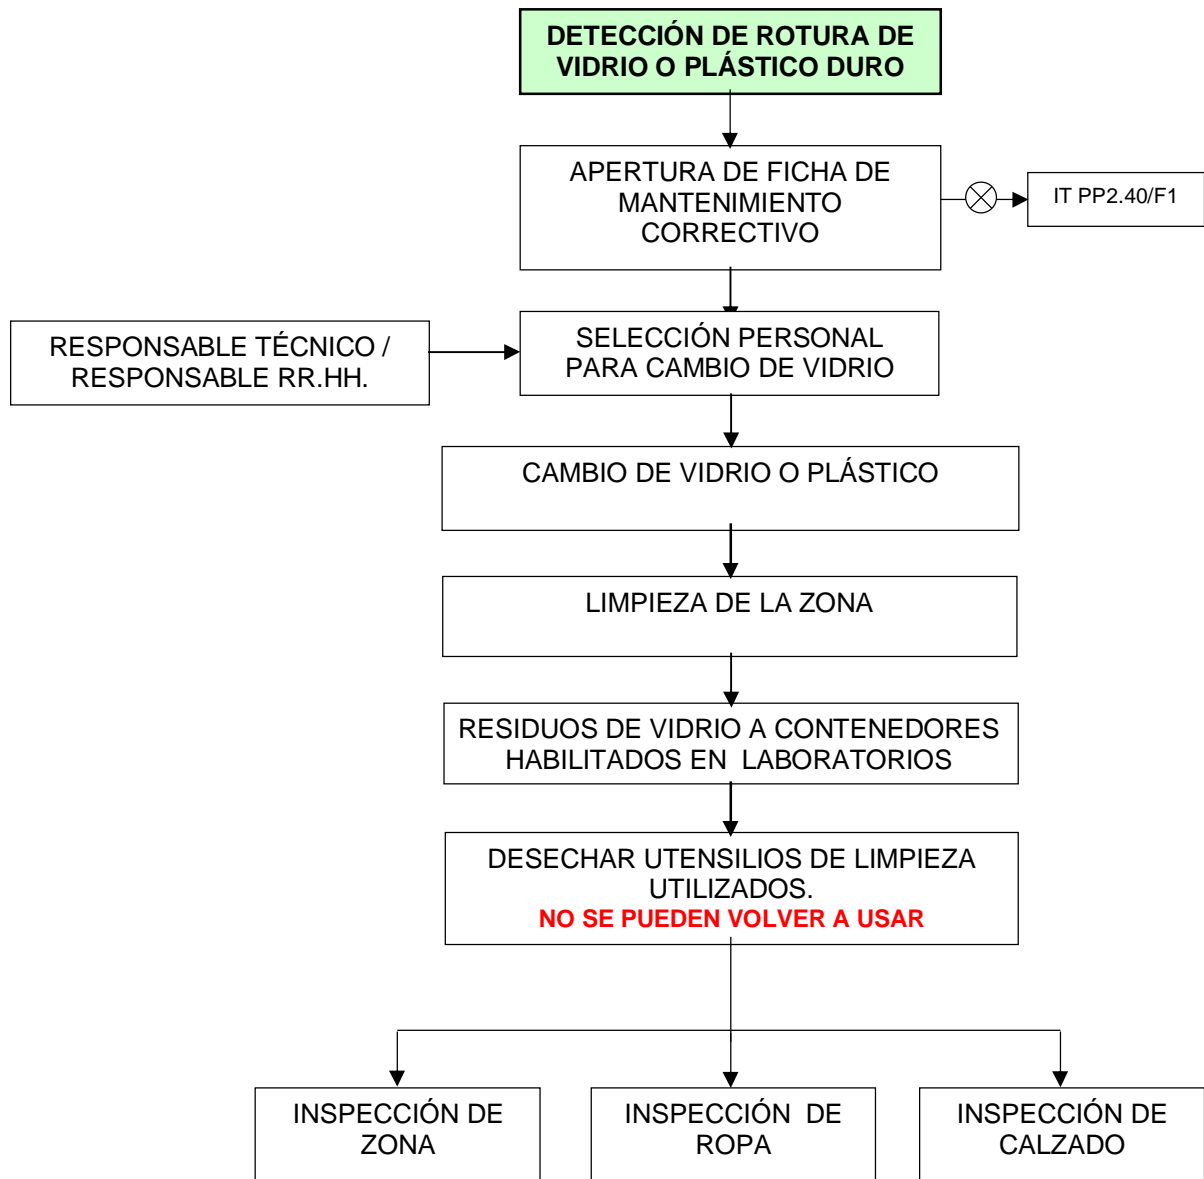 DETECCIÓN DE ROTURA DE
VIDRIO O PLÁSTICO DURO
APERTURA DE FICHA DE
MANTENIMIENTO
CORRECTIVO
IT PP2.40/F1
RESPONSABLE TÉCNICO /
RESPONSABLE RR.HH.
SELECCIÓN PERSONAL
PARA CAMBIO DE VIDRIO
CAMBIO DE VIDRIO O PLÁSTICO
LIMPIEZA DE LA ZONA
RESIDUOS DE VIDRIO A CONTENEDORES
HABILITADOS EN LABORATORIOS
DESECHAR UTENSILIOS DE LIMPIEZA
UTILIZADOS.
NO SE PUEDEN VOLVER A USAR
INSPECCIÓN DE
ZONA
INSPECCIÓN DE
ROPA
INSPECCIÓN DE
CALZADO